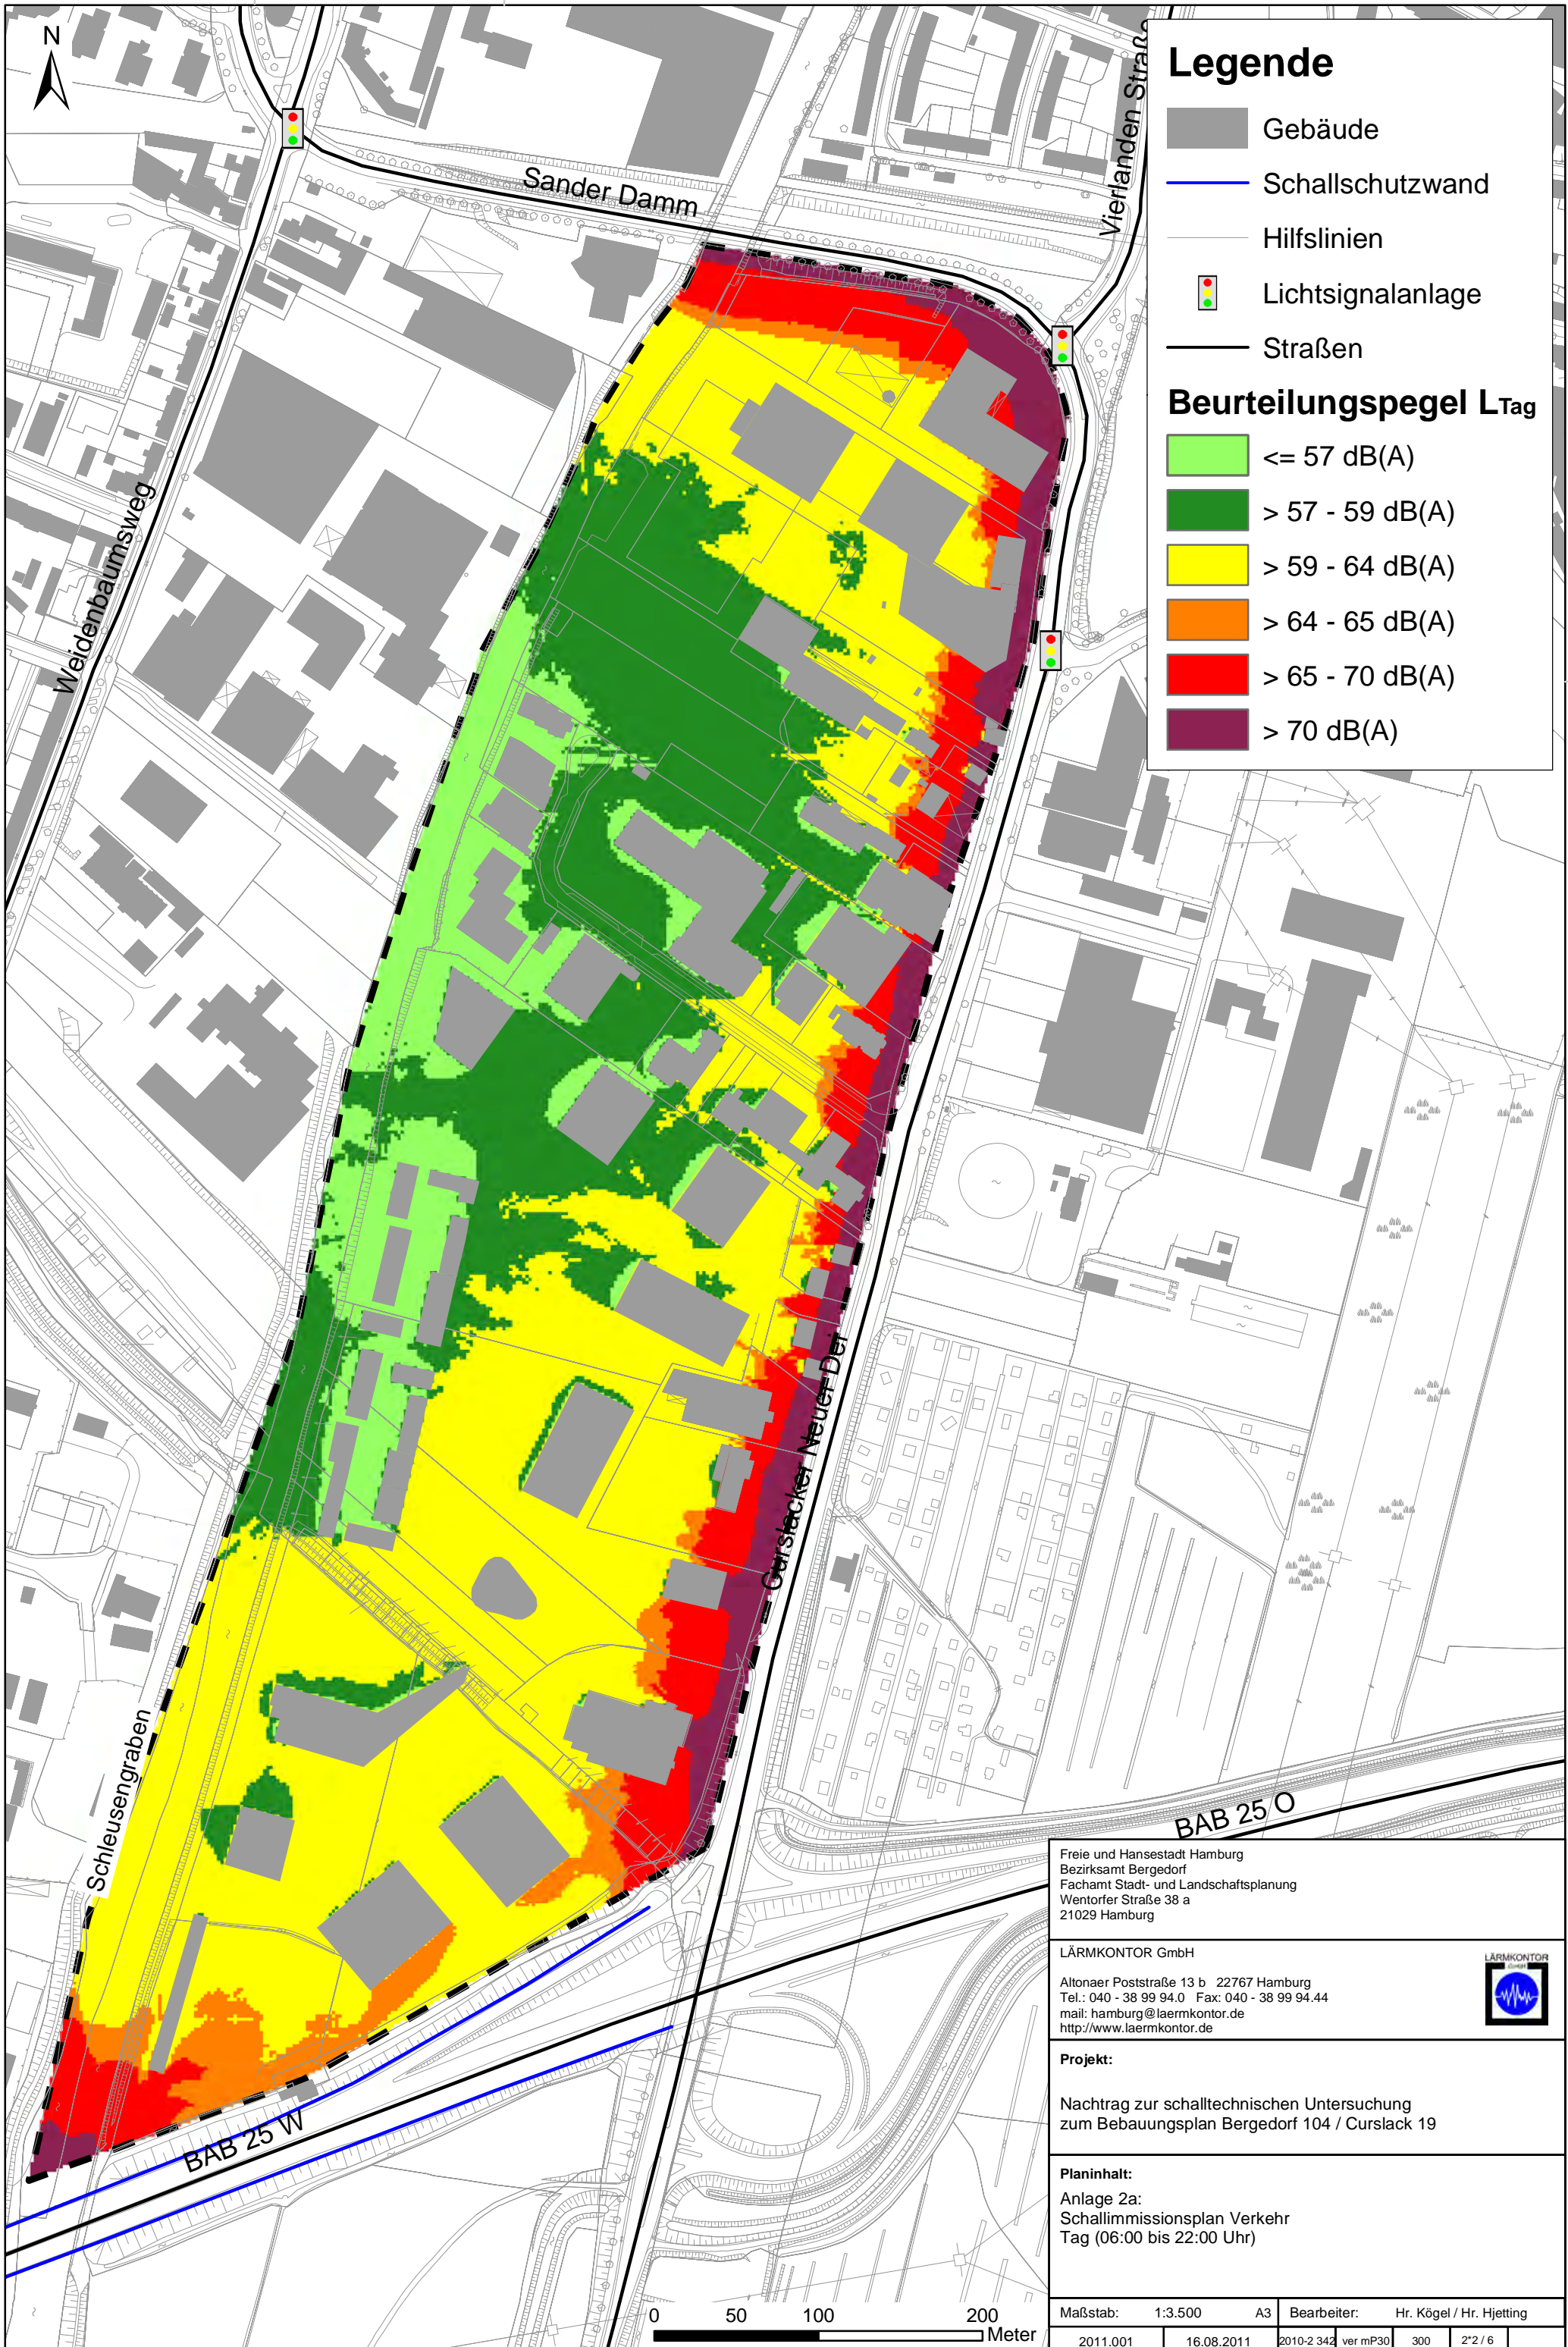 N
Sander Damm
Vierlanden Straße
Weidenbaumsweg
Curslacker Neuer Dei
Schleusengraben
BAB 25 O
BAB 25 W
Legende
Gebäude
Schallschutzwand
Hilfslinien
Lichtsignalanlage
Straßen
Beurteilungspegel LTag
<= 57 dB(A)
> 57 - 59 dB(A)
> 59 - 64 dB(A)
> 64 - 65 dB(A)
> 65 - 70 dB(A)
> 70 dB(A)
0 50 100 200
Meter
Freie und Hansestadt Hamburg
Bezirksamt Bergedorf
Fachamt Stadt- und Landschaftsplanung
Wentorfer Straße 38 a
21029 Hamburg
LÄRMKONTOR GmbH
Altonaer Poststraße 13 b 22767 Hamburg
Tel.: 040 - 38 99 94.0 Fax: 040 - 38 99 94.44
mail: hamburg@laermkontor.de
http://www.laermkontor.de
LÄRMKONTOR
GmbH
Projekt:
Nachtrag zur schalltechnischen Untersuchung
zum Bebauungsplan Bergedorf 104 / Curslack 19
Planinhalt:
Anlage 2a:
Schallimmissionsplan Verkehr
Tag (06:00 bis 22:00 Uhr)
Maßstab: 1:3.500 A3 Bearbeiter: Hr. Kögel / Hr. Hjetting
2011.001 16.08.2011 2010-2 342 ver mP30 300 2*2 / 6